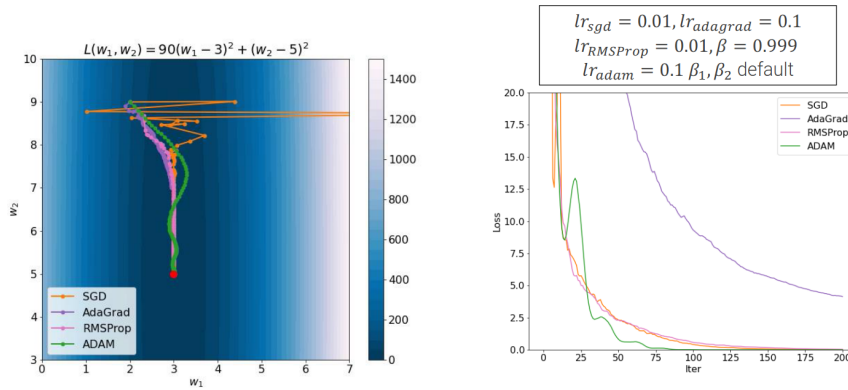 L(w₁, w₂) = 90(w₁−3)² + (w₂−5)²
10
9
8
7
6
5
4
3
w₂
0 1 2 3 4 5 6 7
w₁
SGD
AdaGrad
RMSProp
ADAM
1400
1200
1000
800
600
400
200
0
lr_sgd = 0.01, lr_adagrad = 0.1
lr_RMSProp = 0.01, β = 0.999
lr_adam = 0.1 β₁, β₂ default
20.0
17.5
15.0
12.5
10.0
7.5
5.0
2.5
0.0
Loss
0 25 50 75 100 125 150 175 200
Iter
SGD
AdaGrad
RMSProp
ADAM